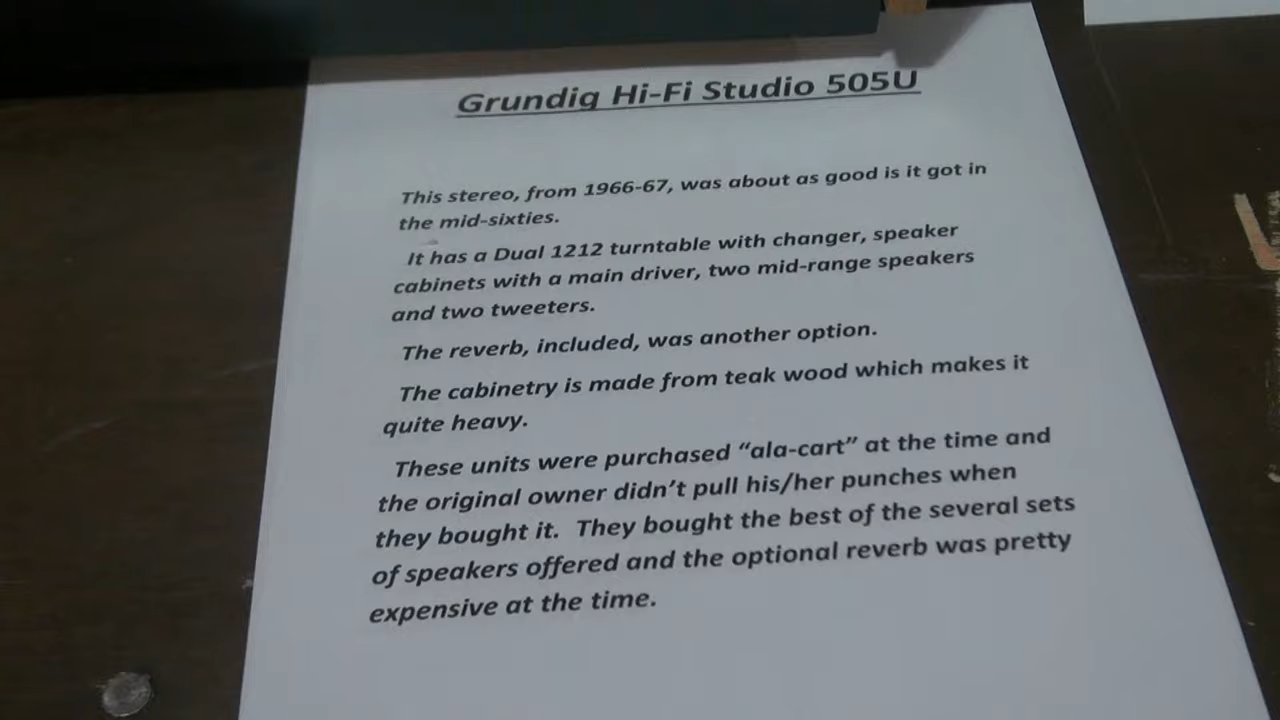 Grundig Hi-Fi Studio 505U
This stereo, from 1966-67, was about as good is it got in
the mid-sixties.
It has a Dual 1212 turntable with changer, speaker
cabinets with a main driver, two mid-range speakers
and two tweeters.
The reverb, included, was another option.
The cabinetry is made from teak wood which makes it
quite heavy.
These units were purchased “ala-cart” at the time and
the original owner didn’t pull his/her punches when
they bought it. They bought the best of the several sets
of speakers offered and the optional reverb was pretty
expensive at the time.